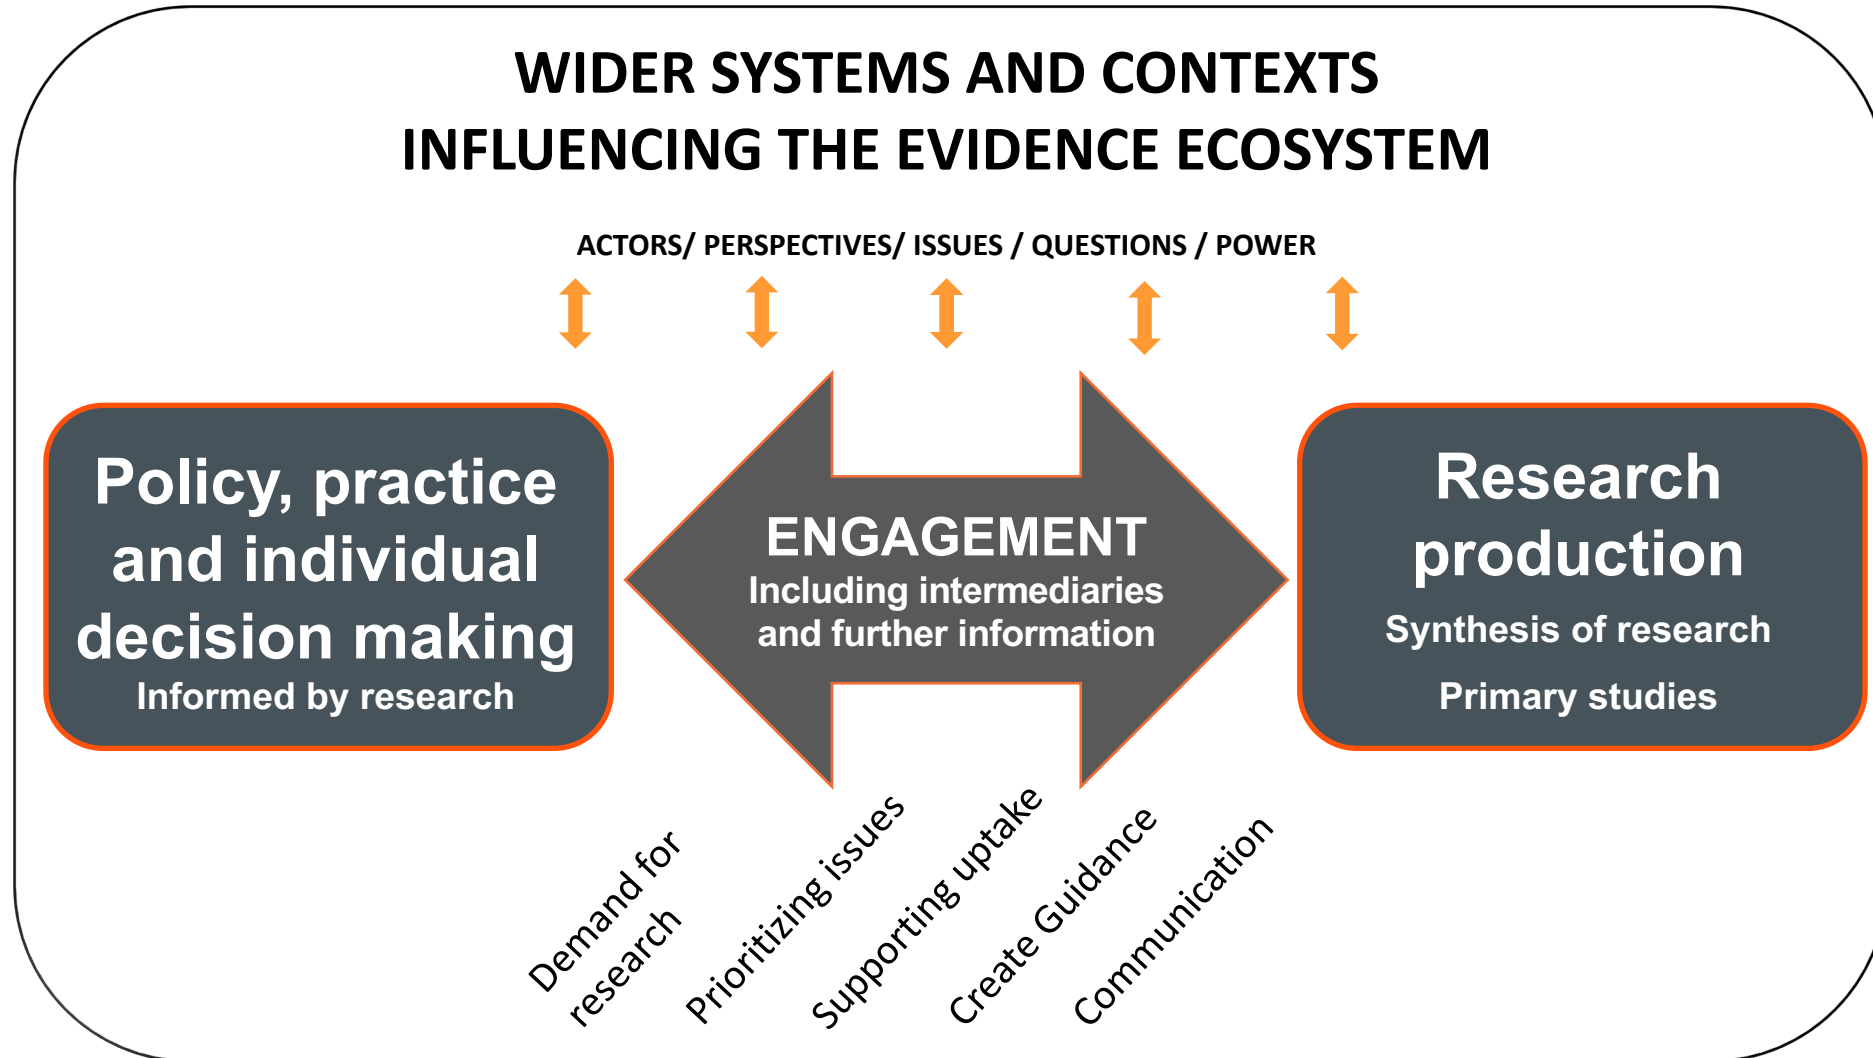 WIDER SYSTEMS AND CONTEXTS
INFLUENCING THE EVIDENCE ECOSYSTEM
ACTORS/ PERSPECTIVES/ ISSUES / QUESTIONS / POWER
Policy, practice
and individual
decision making
Informed by research
ENGAGEMENT
Including intermediaries
and further information
Research
production
Synthesis of research
Primary studies
Demand for
research
Prioritizing issues
Supporting uptake
Create Guidance
Communication